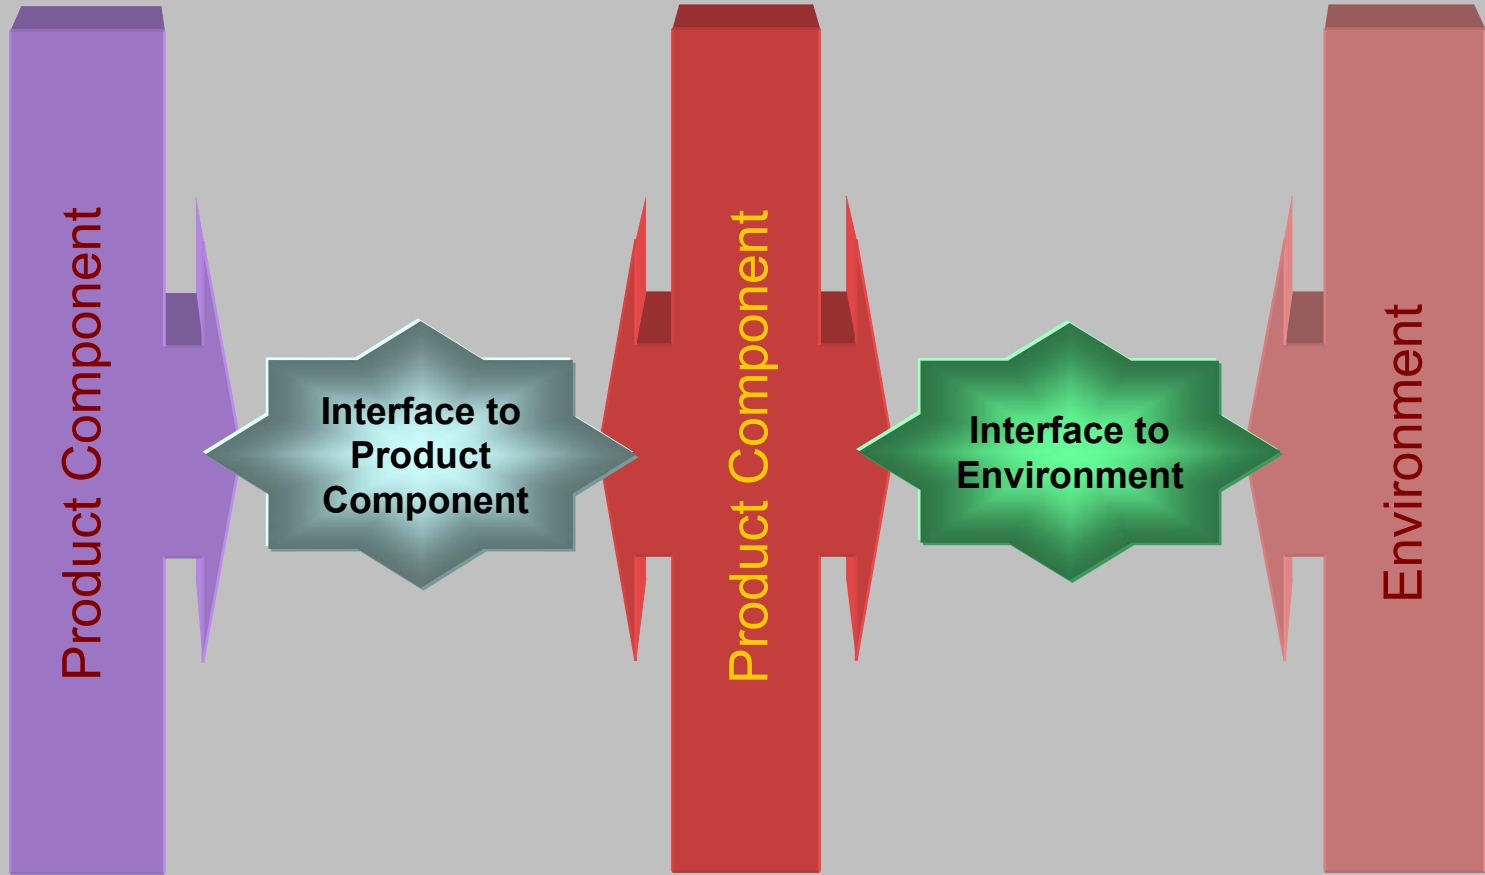 Product Component
Interface to
Product
Component
Product Component
Interface to
Environment
Environment